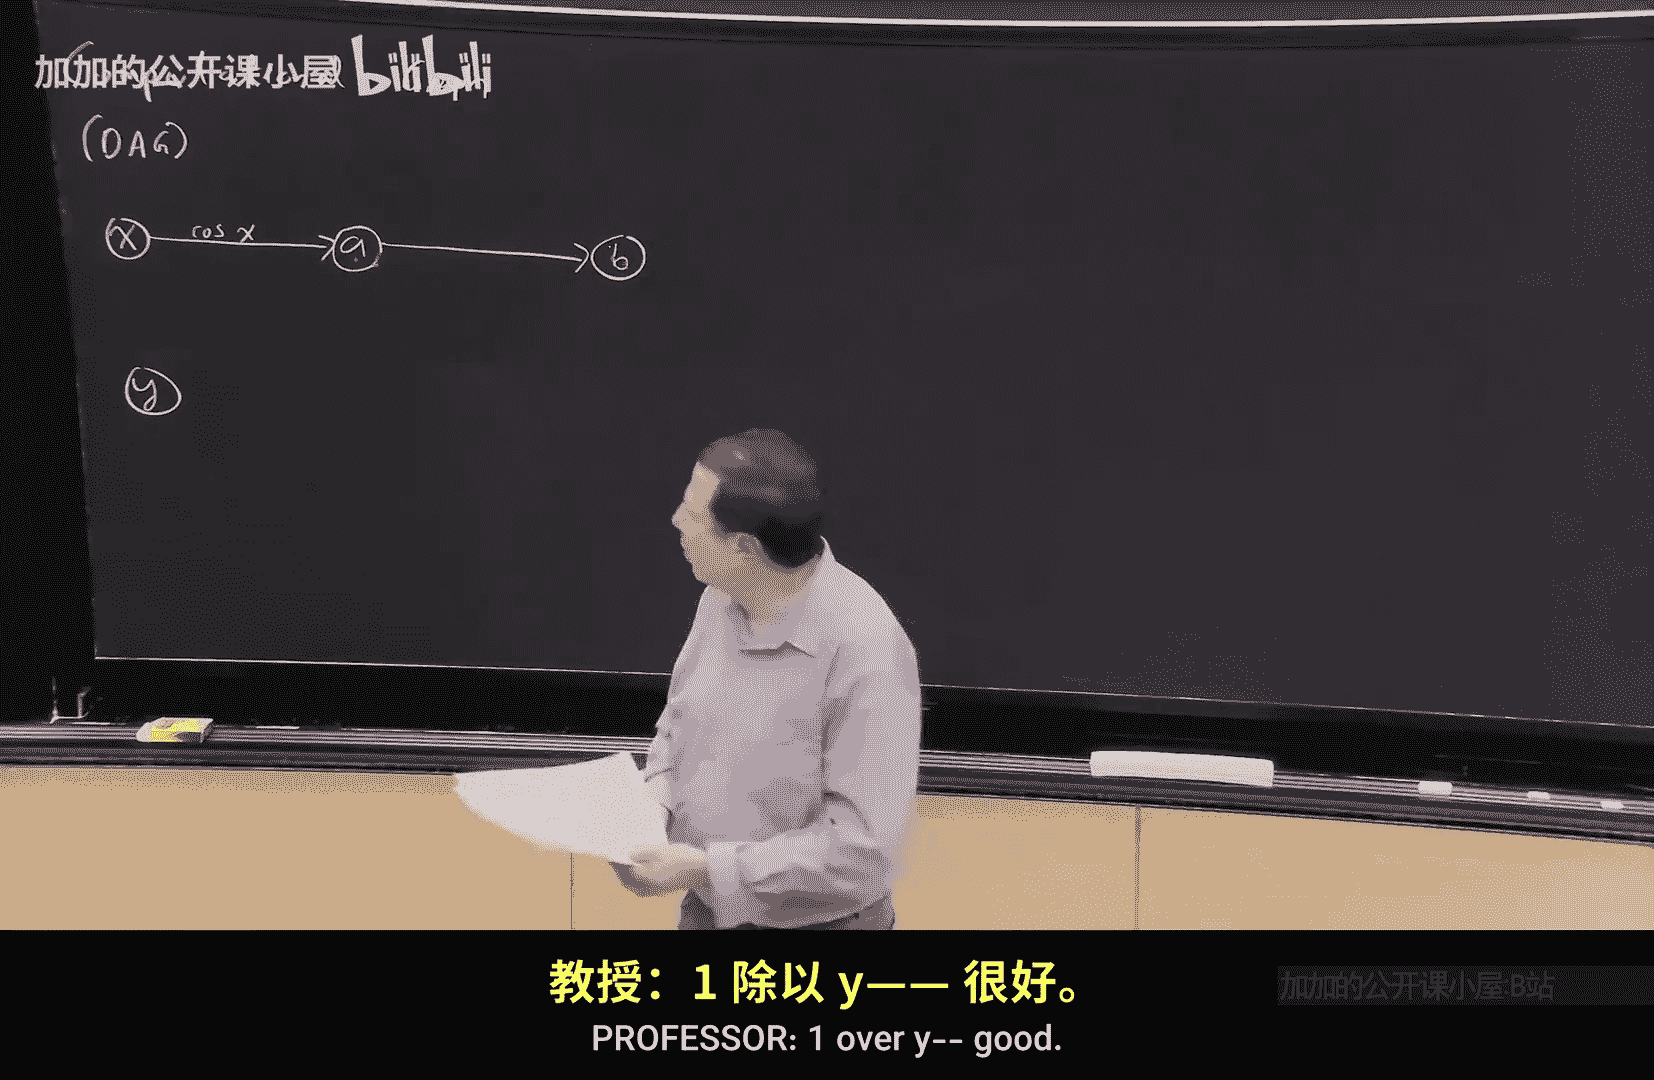 加加的公开课小屋 bilibili
(DAG)
x cos x a b
y
教授：1 除以 y—— 很好。
加加的公开课小屋·B站
PROFESSOR: 1 over y-- good.